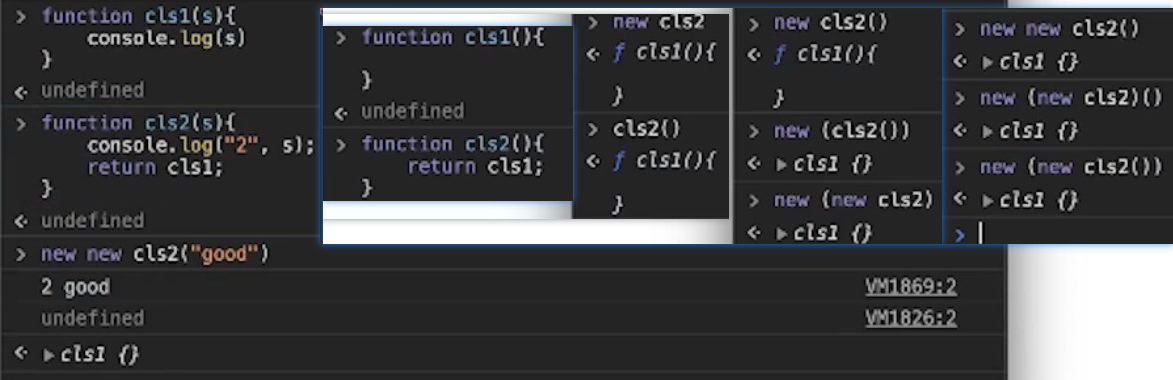 > function cls1(s){
console.log(s)
}
<· undefined
> function cls2(s){
console.log("2", s);
return cls1;
}
<· undefined
> new new cls2("good")
2 good VM1869:2
undefined VM1826:2
<· ▶cls1 {}
> function cls1(){
}
<· undefined
> function cls2(){
return cls1;
}
> new cls2
<· ƒ cls1(){
}
> cls2()
<· ƒ cls1(){
}
> new cls2()
<· ƒ cls1(){
}
> new (cls2())
<· ▶cls1 {}
> new (new cls2)
<· ▶cls1 {}
> new new cls2()
<· ▶cls1 {}
> new (new cls2)()
<· ▶cls1 {}
> new (new cls2())
<· ▶cls1 {}
>